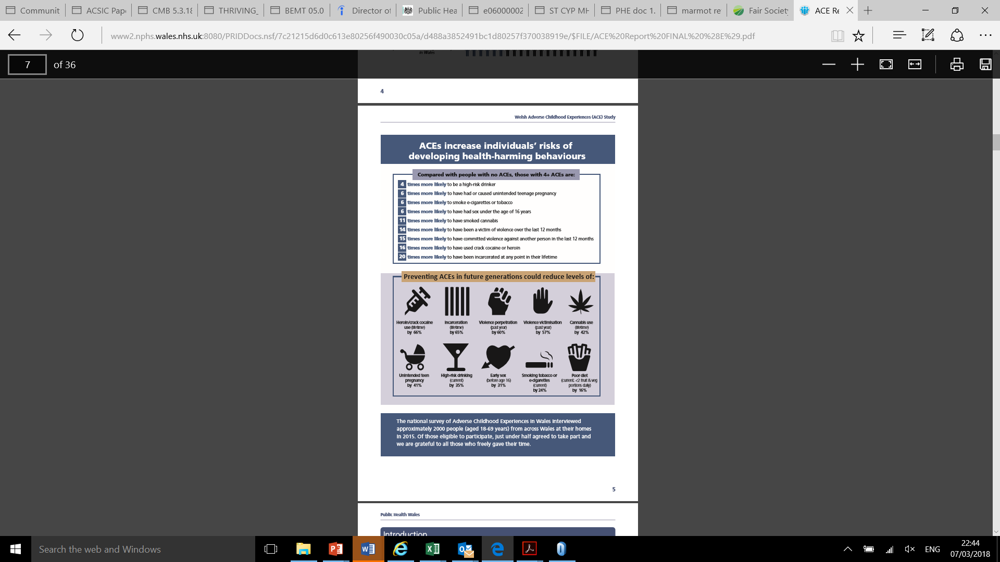 Communit
ACSIC Pap
CMB 5.3.18
THRIVING_
BEMT 05.0
Director of
Public Hea
e06000002
ST CYP MH
PHE doc 1.
marmot re
Fair Society
ACE Re
www2.nphs.wales.nhs.uk:8080/PRIDDocs.nsf/7c21215d6d0c613e80256f490030c05a/d488a3852491bc1d80257f370038919e/$FILE/ACE%20Report%20FINAL%20%28E%29.pdf
7 of 36
in Wales
4
Welsh Adverse Childhood Experiences (ACE) Study
ACEs increase individuals’ risks of
developing health-harming behaviours
Compared with people with no ACEs, those with 4+ ACEs are:
4 times more likely to be a high-risk drinker
6 times more likely to have had or caused unintended teenage pregnancy
6 times more likely to smoke e-cigarettes or tobacco
6 times more likely to have had sex under the age of 16 years
11 times more likely to have smoked cannabis
14 times more likely to have been a victim of violence over the last 12 months
15 times more likely to have committed violence against another person in the last 12 months
16 times more likely to have used crack cocaine or heroin
20 times more likely to have been incarcerated at any point in their lifetime
Preventing ACEs in future generations could reduce levels of:
Heroin/crack cocaine
use (lifetime)
by 66%
Incarceration
(lifetime)
by 65%
Violence perpetration
(past year)
by 60%
Violence victimisation
(past year)
by 57%
Cannabis use
(lifetime)
by 42%
Unintended teen
pregnancy
by 41%
High-risk drinking
(current)
by 35%
Early sex
(before age 16)
by 31%
Smoking tobacco or
e-cigarettes
(current)
by 24%
Poor diet
(current: <2 fruit & veg
portions daily)
by 16%
The national survey of Adverse Childhood Experiences in Wales interviewed
approximately 2000 people (aged 18-69 years) from across Wales at their homes
in 2015. Of those eligible to participate, just under half agreed to take part and
we are grateful to all those who freely gave their time.
5
Public Health Wales
Introduction
Search the web and Windows
ENG
22:44
07/03/2018